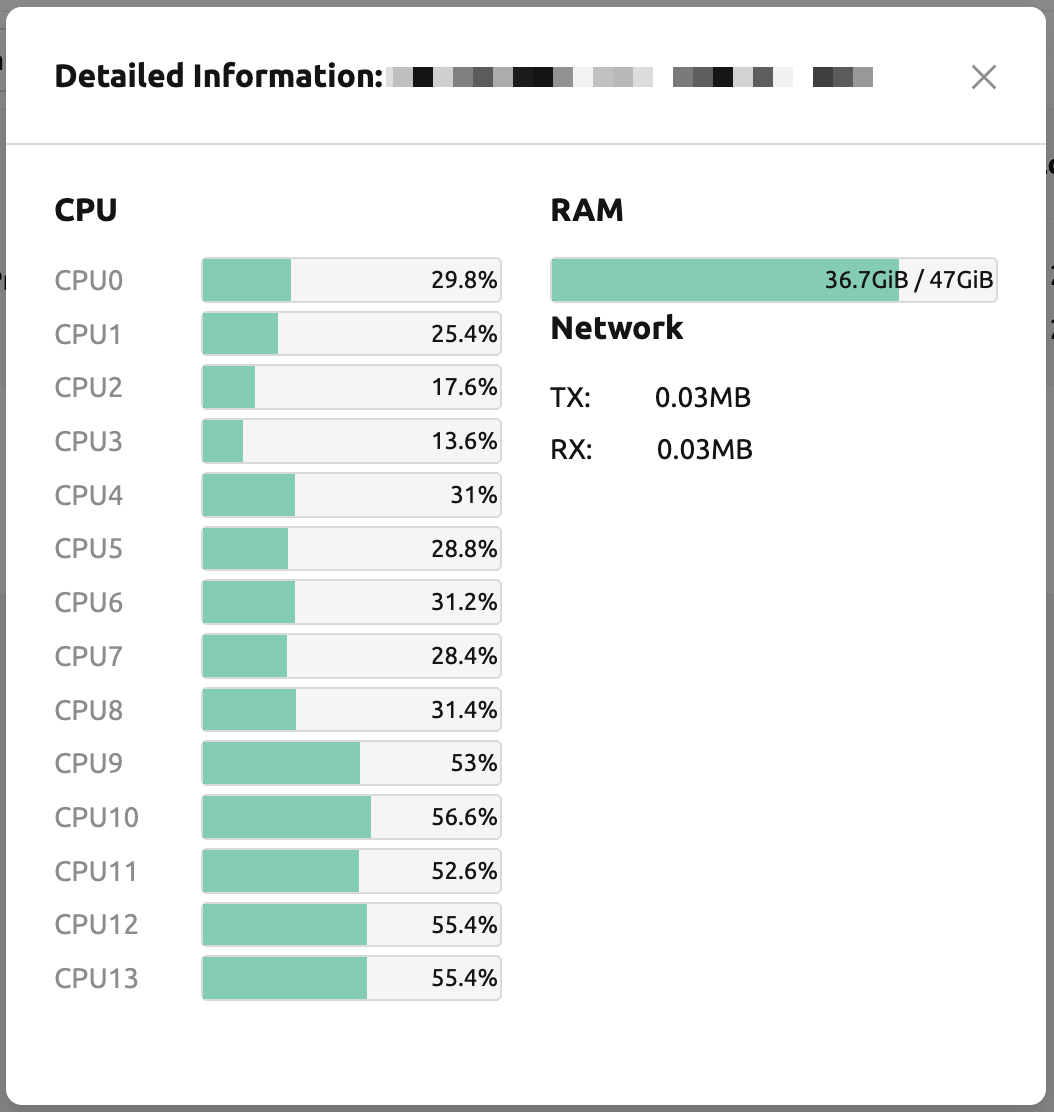 Detailed Information:
CPU
CPU0 29.8%
CPU1 25.4%
CPU2 17.6%
CPU3 13.6%
CPU4 31%
CPU5 28.8%
CPU6 31.2%
CPU7 28.4%
CPU8 31.4%
CPU9 53%
CPU10 56.6%
CPU11 52.6%
CPU12 55.4%
CPU13 55.4%
RAM
36.7GiB / 47GiB
Network
TX: 0.03MB
RX: 0.03MB